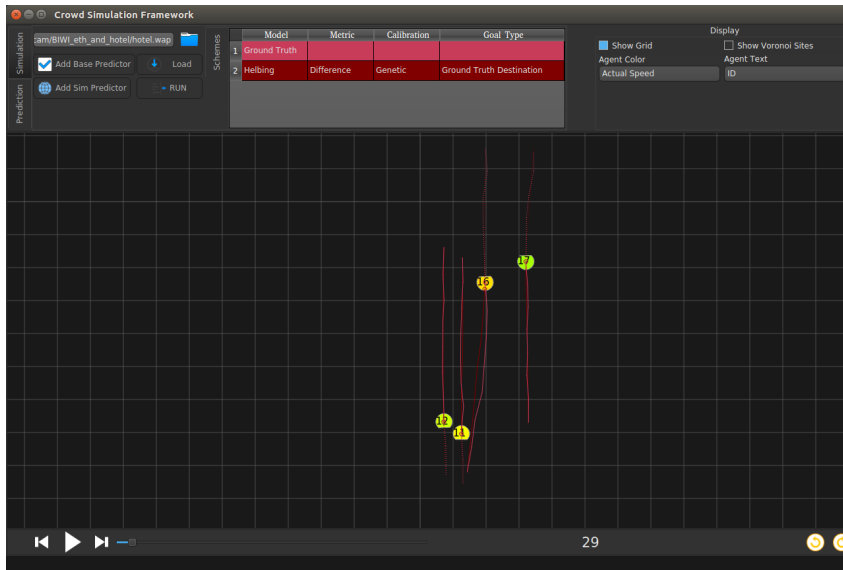 Crowd Simulation Framework
Simulation
Prediction
:am/BIWI_eth_and_hotel/hotel.wap
Add Base Predictor
Load
Add Sim Predictor
RUN
Schemes
Model Metric Calibration Goal Type
1 Ground Truth
2 Helbing Difference Genetic Ground Truth Destination
Display
Show Grid
Show Voronoi Sites
Agent Color
Agent Text
Actual Speed
ID
17
16
12
11
29